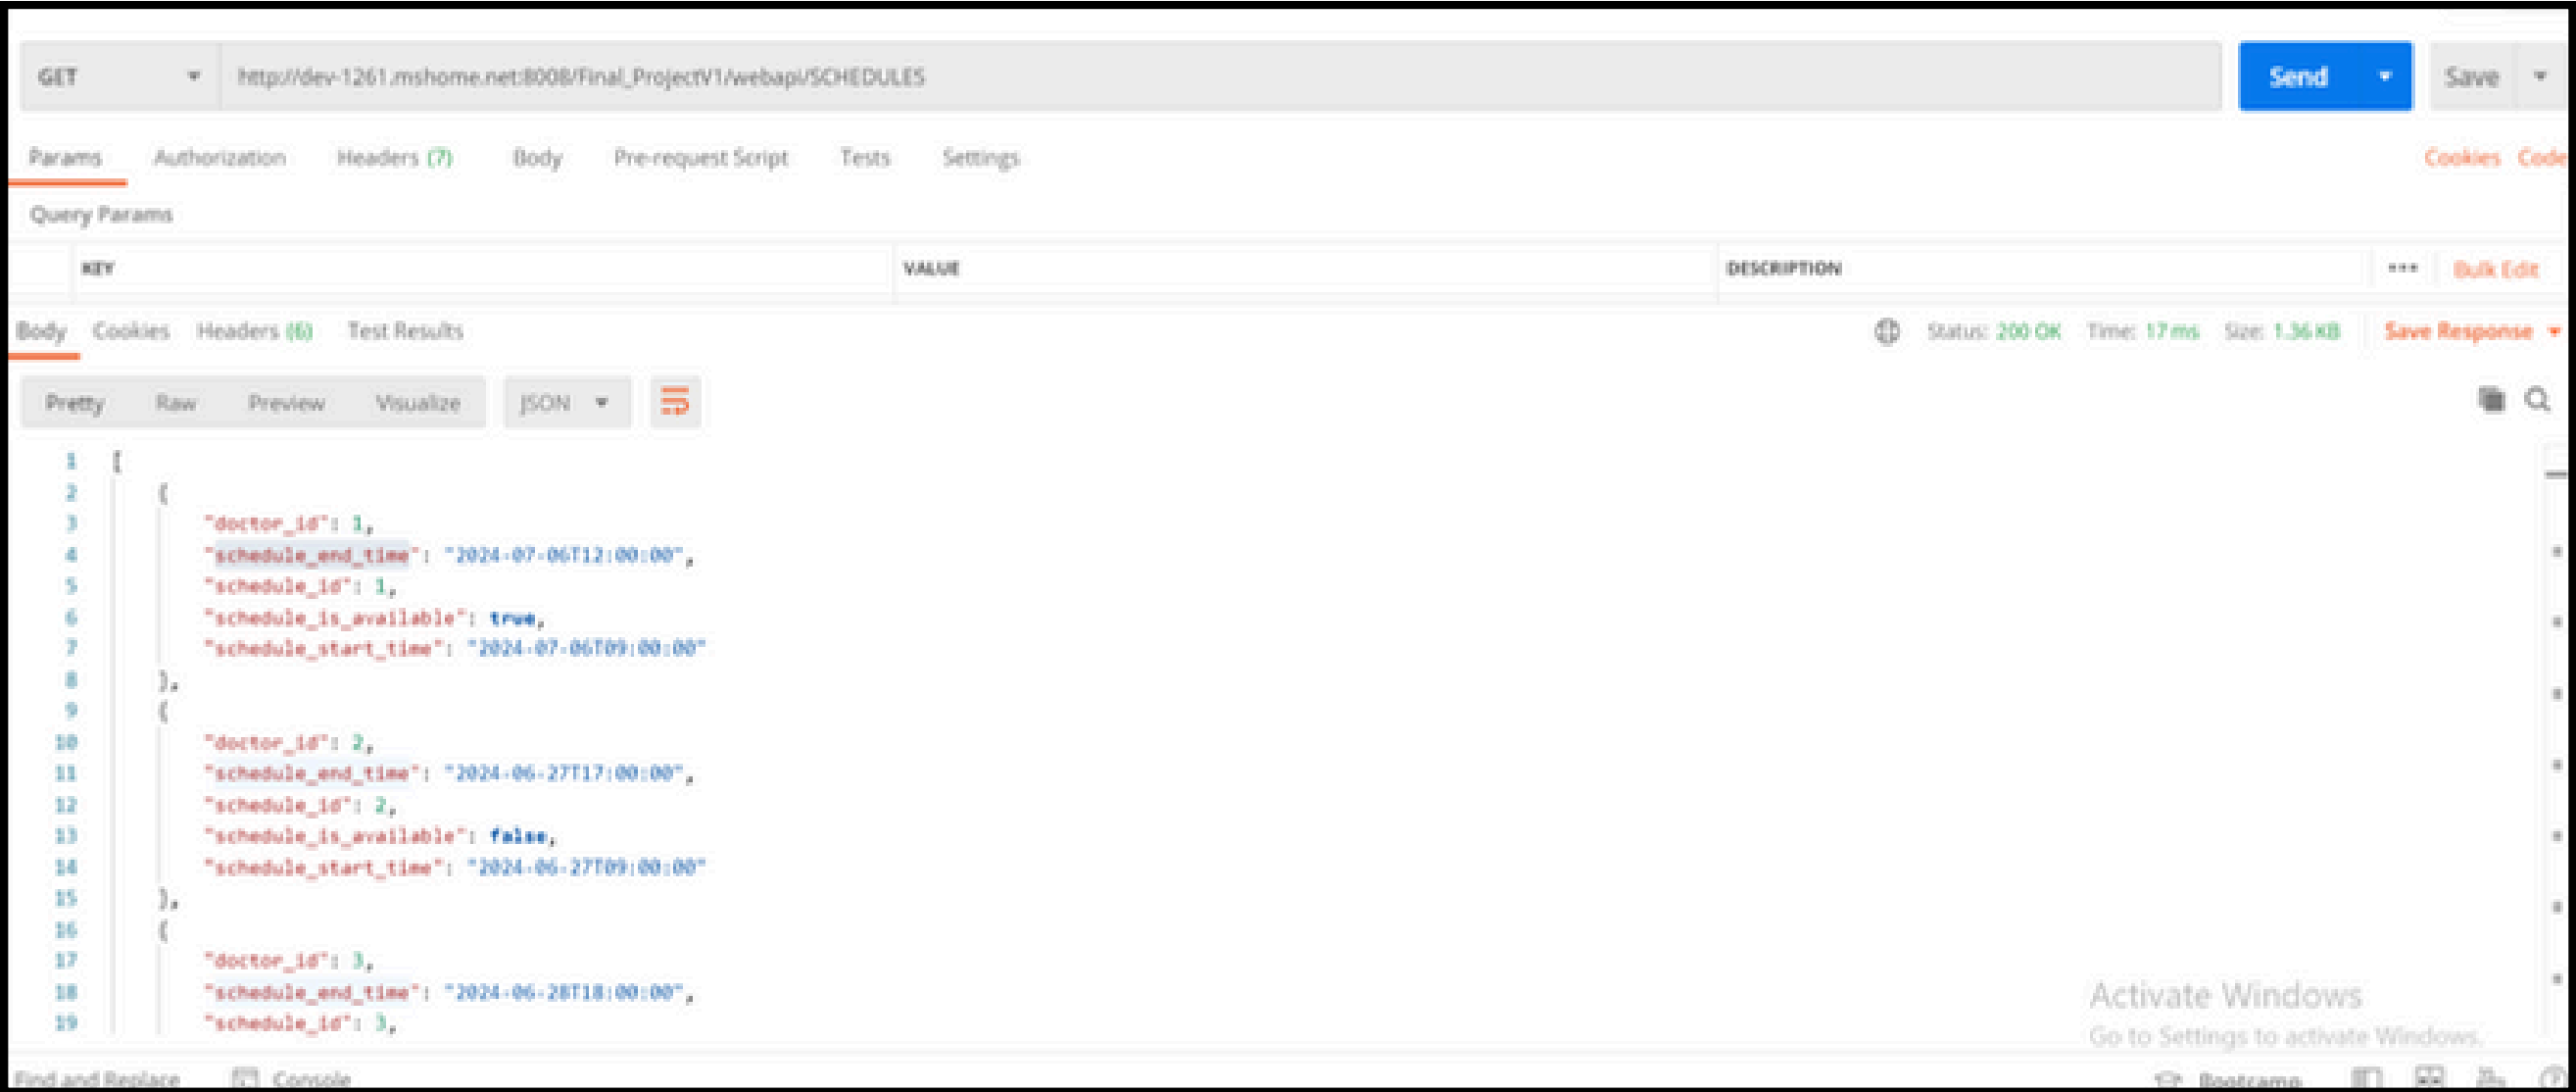 GET http://dev-1261.mshome.net:8008/Final_ProjectV1/webapi/SCHEDULES Send Save
Params Authorization Headers (7) Body Pre-request Script Tests Settings Cookies Code
Query Params
KEY VALUE DESCRIPTION ••• Bulk Edit
Body Cookies Headers (6) Test Results Status: 200 OK Time: 17 ms Size: 1.36 KB Save Response
Pretty Raw Preview Visualize JSON
1 [
2 {
3 "doctor_id": 1,
4 "schedule_end_time": "2024-07-06T12:00:00",
5 "schedule_id": 1,
6 "schedule_is_available": true,
7 "schedule_start_time": "2024-07-06T09:00:00"
8 },
9 {
10 "doctor_id": 2,
11 "schedule_end_time": "2024-06-27T17:00:00",
12 "schedule_id": 2,
13 "schedule_is_available": false,
14 "schedule_start_time": "2024-06-27T09:00:00"
15 },
16 {
17 "doctor_id": 3,
18 "schedule_end_time": "2024-06-28T18:00:00",
19 "schedule_id": 3,
Activate Windows
Go to Settings to activate Windows.
Find and Replace Console Bootcamp